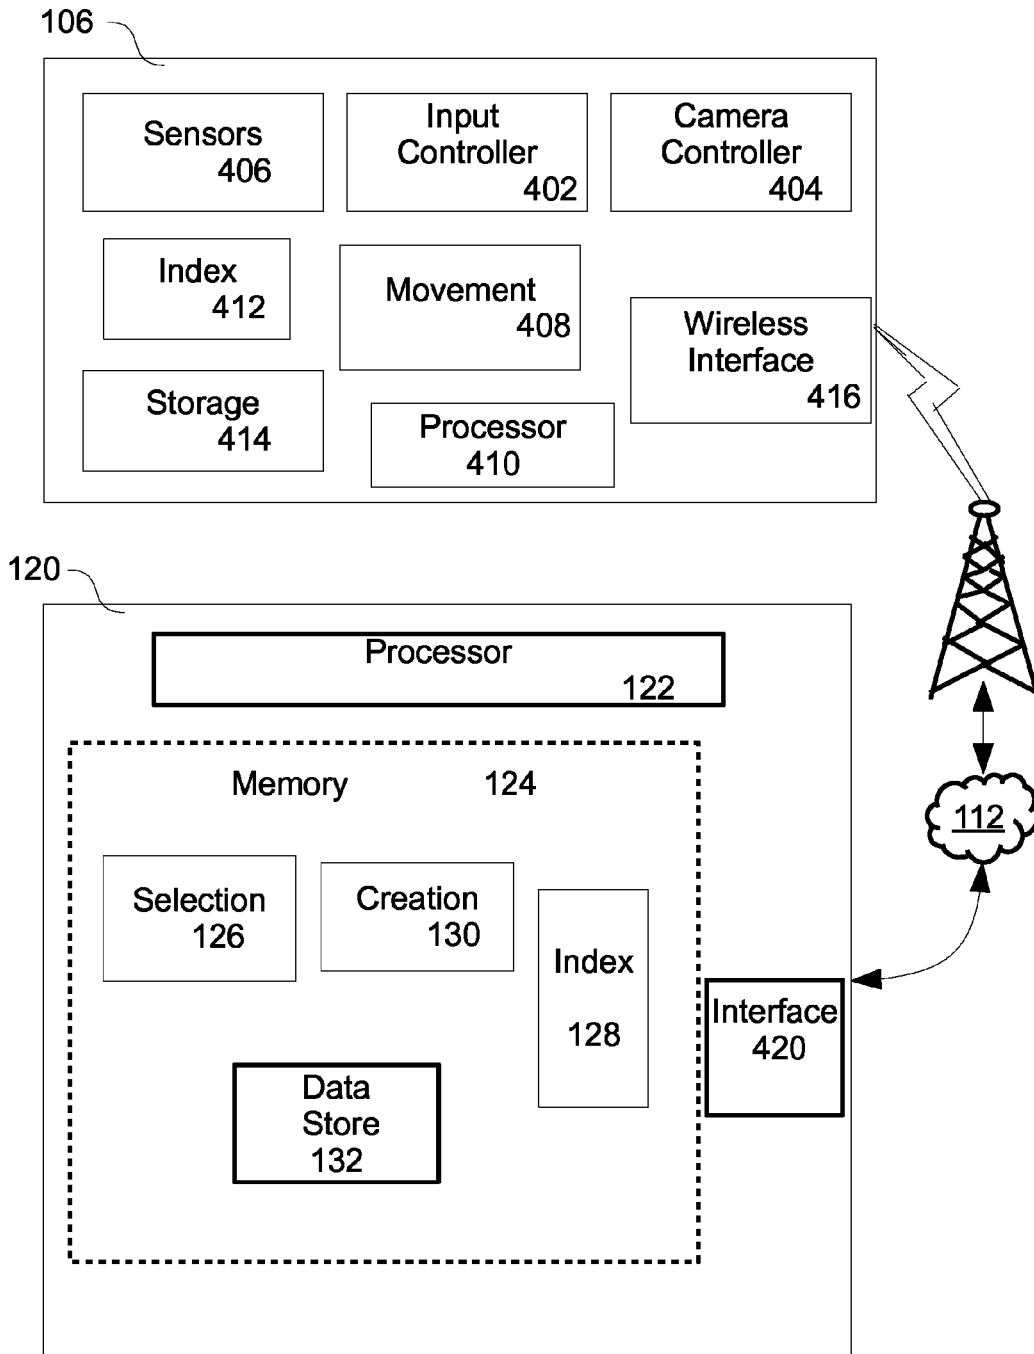 106
Sensors
406
Input
Controller
402
Camera
Controller
404
Index
412
Movement
408
Wireless
Interface
416
Storage
414
Processor
410
120
Processor
122
Memory 124
112
Selection
126
Creation
130
Index
128
Interface
420
Data
Store
132